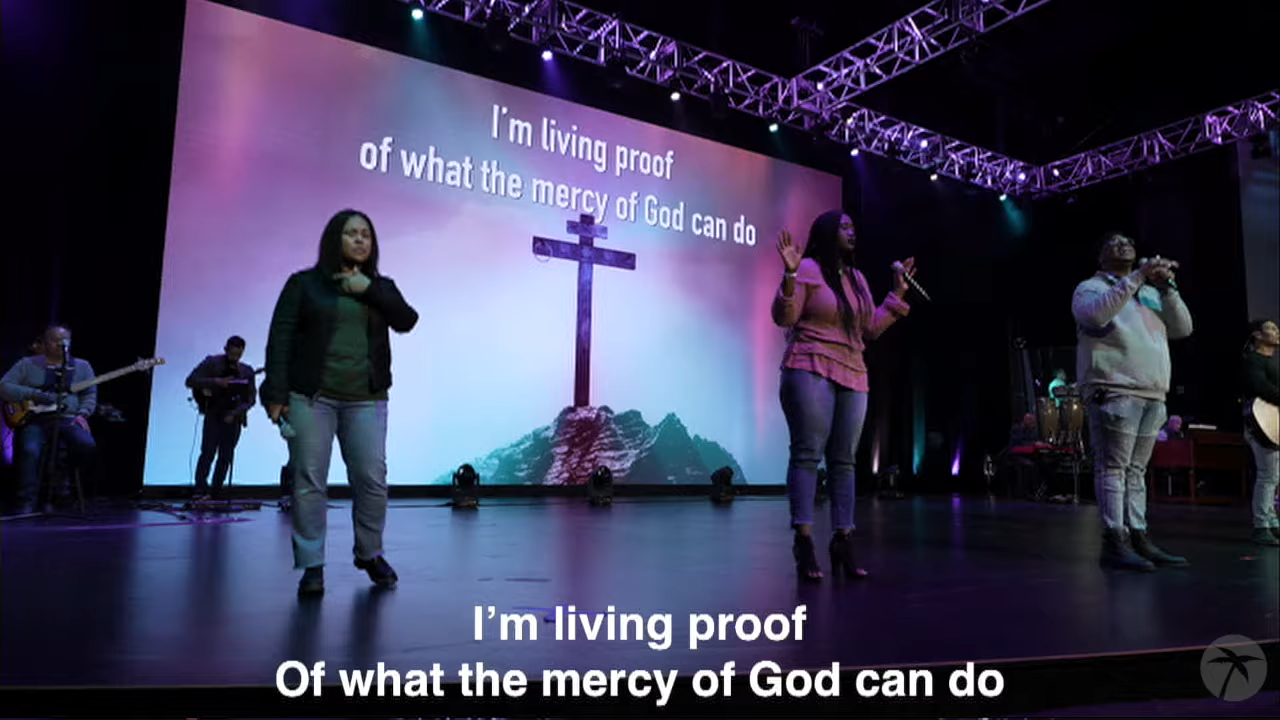 I'm living proof
of what the mercy of God can do
I’m living proof
Of what the mercy of God can do